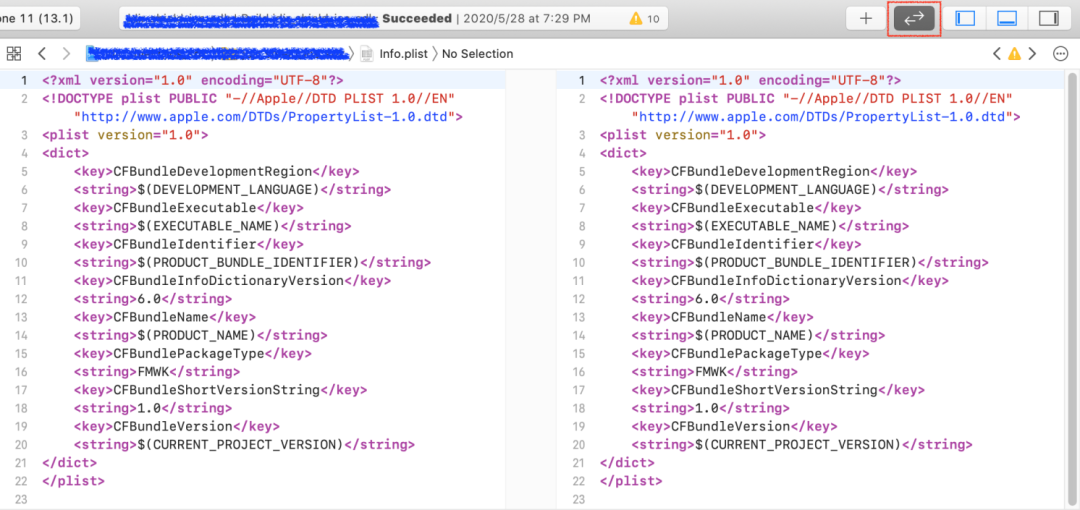 one 11 (13.1)
Succeeded | 2020/5/28 at 7:29 PM
10
Info.plist
No Selection
1 <?xml version="1.0" encoding="UTF-8"?>
2 <!DOCTYPE plist PUBLIC "-//Apple//DTD PLIST 1.0//EN"
"http://www.apple.com/DTDs/PropertyList-1.0.dtd">
3 <plist version="1.0">
4 <dict>
5 <key>CFBundleDevelopmentRegion</key>
6 <string>$(DEVELOPMENT_LANGUAGE)</string>
7 <key>CFBundleExecutable</key>
8 <string>$(EXECUTABLE_NAME)</string>
9 <key>CFBundleIdentifier</key>
10 <string>$(PRODUCT_BUNDLE_IDENTIFIER)</string>
11 <key>CFBundleInfoDictionaryVersion</key>
12 <string>6.0</string>
13 <key>CFBundleName</key>
14 <string>$(PRODUCT_NAME)</string>
15 <key>CFBundlePackageType</key>
16 <string>FMWK</string>
17 <key>CFBundleShortVersionString</key>
18 <string>1.0</string>
19 <key>CFBundleVersion</key>
20 <string>$(CURRENT_PROJECT_VERSION)</string>
21 </dict>
22 </plist>
23
1 <?xml version="1.0" encoding="UTF-8"?>
2 <!DOCTYPE plist PUBLIC "-//Apple//DTD PLIST 1.0//EN"
"http://www.apple.com/DTDs/PropertyList-1.0.dtd">
3 <plist version="1.0">
4 <dict>
5 <key>CFBundleDevelopmentRegion</key>
6 <string>$(DEVELOPMENT_LANGUAGE)</string>
7 <key>CFBundleExecutable</key>
8 <string>$(EXECUTABLE_NAME)</string>
9 <key>CFBundleIdentifier</key>
10 <string>$(PRODUCT_BUNDLE_IDENTIFIER)</string>
11 <key>CFBundleInfoDictionaryVersion</key>
12 <string>6.0</string>
13 <key>CFBundleName</key>
14 <string>$(PRODUCT_NAME)</string>
15 <key>CFBundlePackageType</key>
16 <string>FMWK</string>
17 <key>CFBundleShortVersionString</key>
18 <string>1.0</string>
19 <key>CFBundleVersion</key>
20 <string>$(CURRENT_PROJECT_VERSION)</string>
21 </dict>
22 </plist>
23